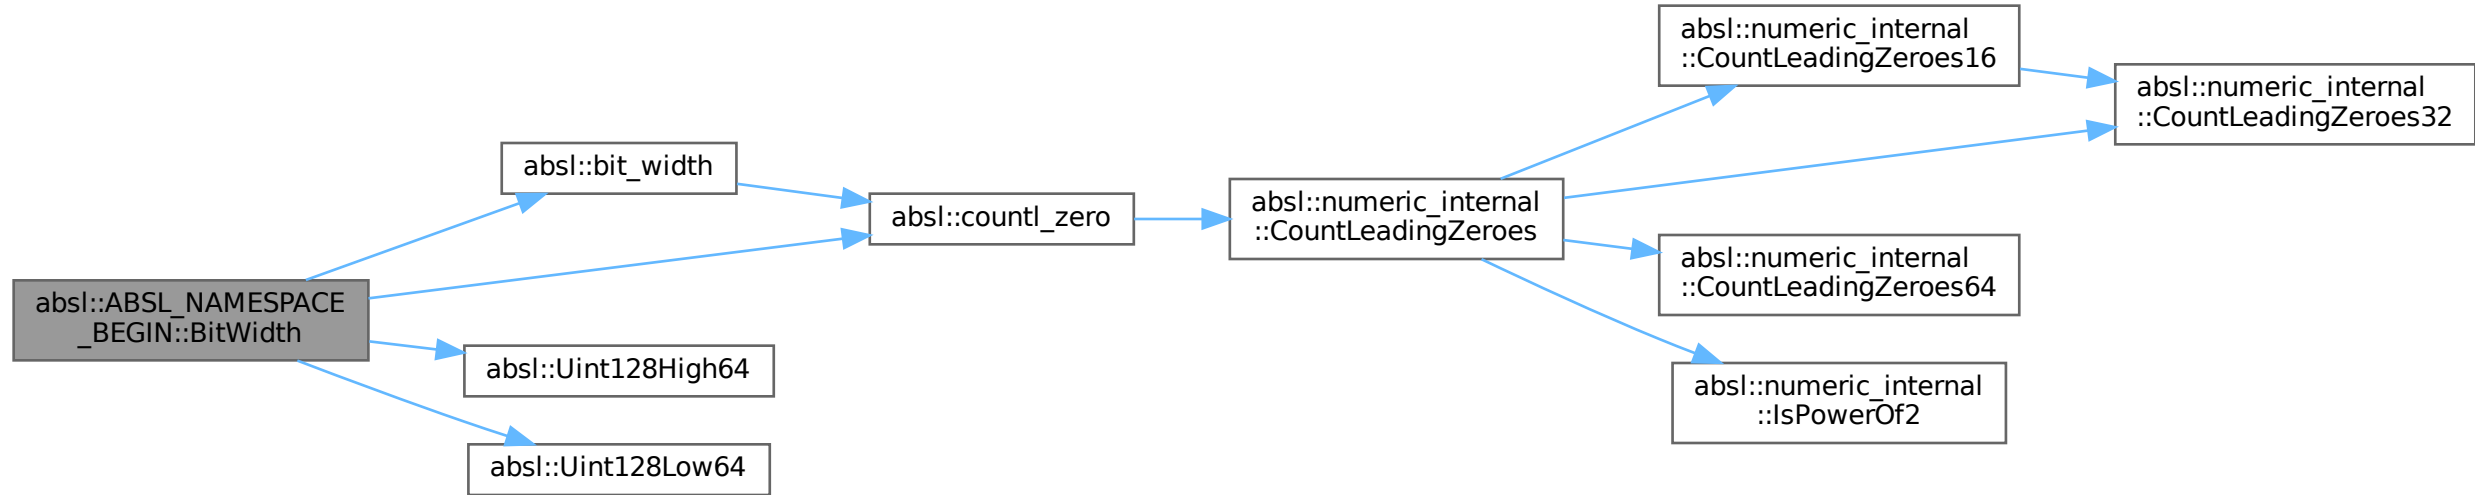 absl::ABSL_NAMESPACE
_BEGIN::BitWidth
absl::bit_width
absl::countl_zero
absl::numeric_internal
::CountLeadingZeroes
absl::numeric_internal
::CountLeadingZeroes16
absl::numeric_internal
::CountLeadingZeroes32
absl::numeric_internal
::CountLeadingZeroes64
absl::numeric_internal
::IsPowerOf2
absl::Uint128High64
absl::Uint128Low64